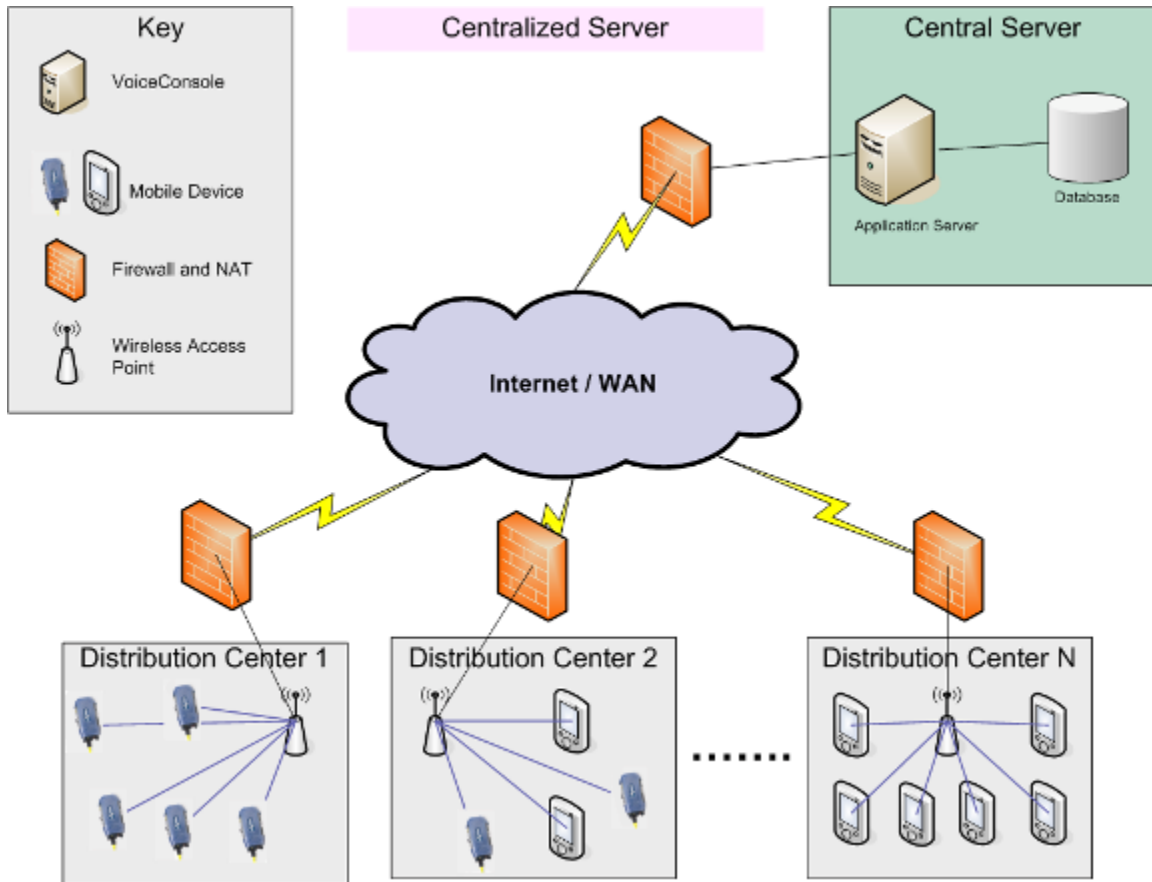 Key
VoiceConsole
Mobile Device
Firewall and NAT
Wireless Access
Point
Centralized Server
Central Server
Application Server
Database
Internet / WAN
Distribution Center 1
Distribution Center 2
Distribution Center N